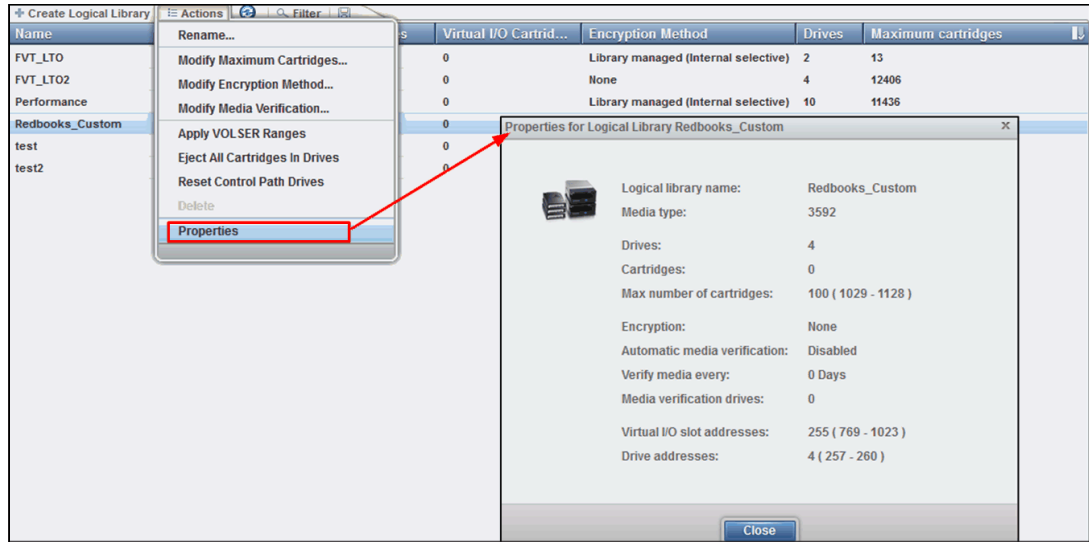 Create Logical Library Actions Filter
Name es Virtual I/O Cartrid... Encryption Method Drives Maximum cartridges
FVT_LTO 0 Library managed (Internal selective) 2 13
FVT_LTO2 0 None 4 12406
Performance 0 Library managed (Internal selective) 10 11436
Redbooks_Custom 0
test 0
test2 0
Rename...
Modify Maximum Cartridges...
Modify Encryption Method...
Modify Media Verification...
Apply VOLSER Ranges
Eject All Cartridges In Drives
Reset Control Path Drives
Delete
Properties
Properties for Logical Library Redbooks_Custom X
Logical library name: Redbooks_Custom
Media type: 3592
Drives: 4
Cartridges: 0
Max number of cartridges: 100 ( 1029 - 1128 )
Encryption: None
Automatic media verification: Disabled
Verify media every: 0 Days
Media verification drives: 0
Virtual I/O slot addresses: 255 ( 769 - 1023 )
Drive addresses: 4 ( 257 - 260 )
Close